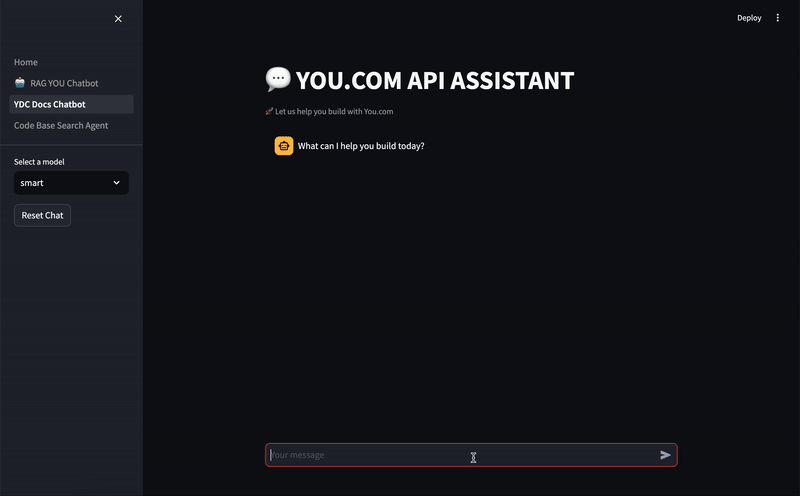 Deploy
Home
RAG YOU Chatbot
YDC Docs Chatbot
Code Base Search Agent
Select a model
smart
Reset Chat
YOU.COM API ASSISTANT
Let us help you build with You.com
What can I help you build today?
Your message